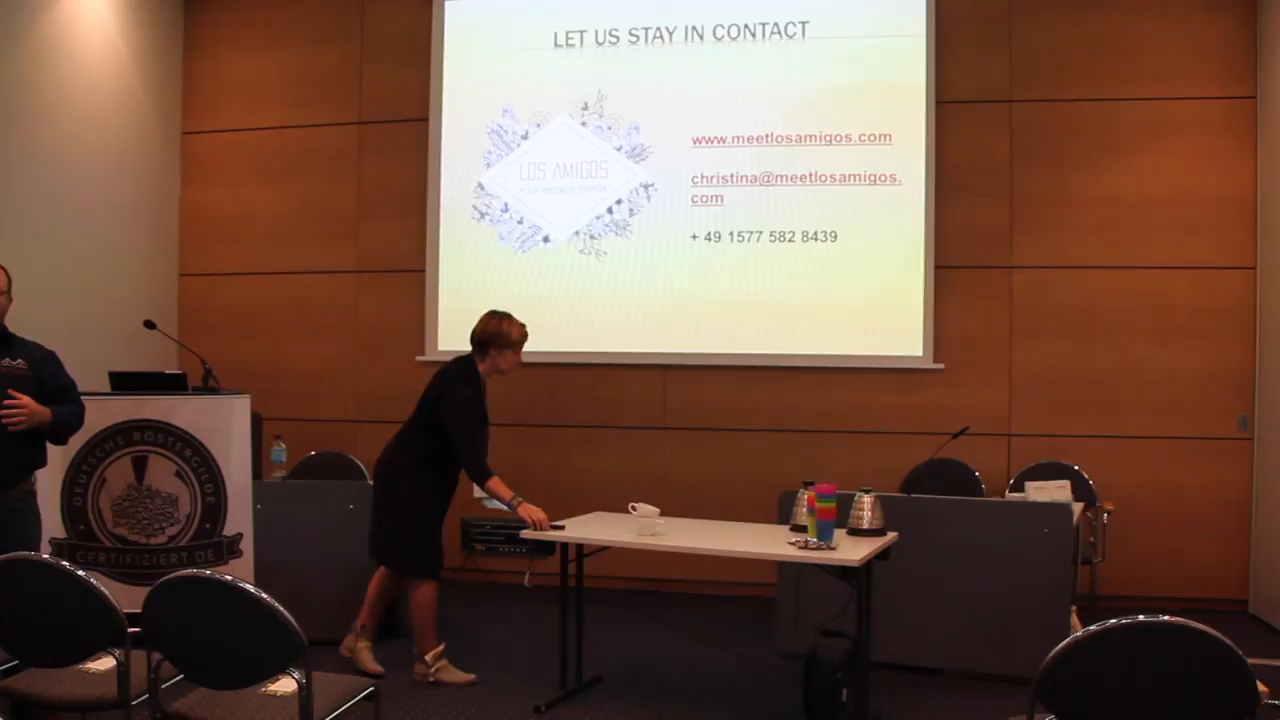 LET US STAY IN CONTACT
LOS AMIGOS
www.meetlosamigos.com
christina@meetlosamigos.
com
+ 49 1577 582 8439
DEUTSCHE RÖSTERGILDE
CERTIFIZIERT.DE